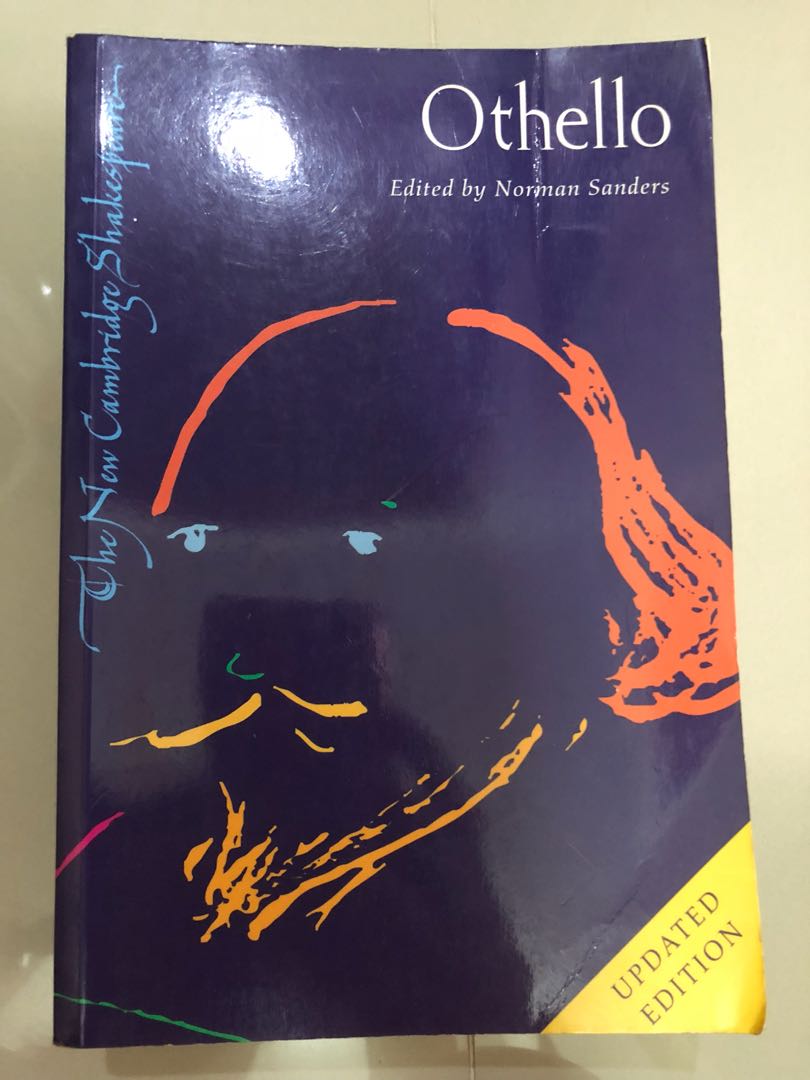 Othello
Edited by Norman Sanders
The New Cambridge Shakespeare
UPDATED
EDITION